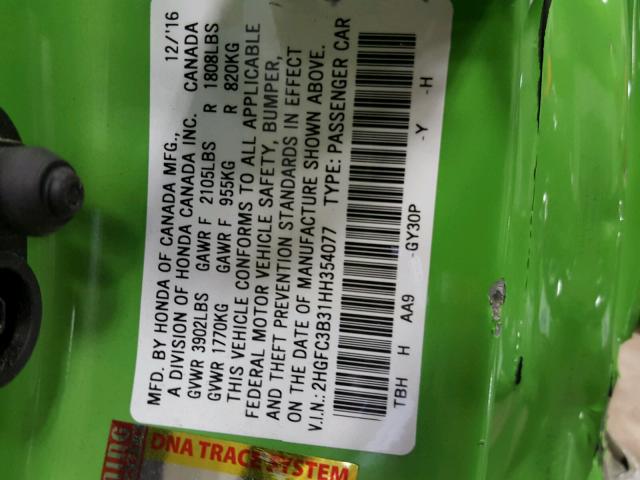 MFD. BY HONDA OF CANADA MFG., 12/'16
A DIVISION OF HONDA CANADA INC. CANADA
GVWR 3902LBS GAWR F 2105LBS R 1808LBS
GVWR 1770KG GAWR F 955KG R 820KG
THIS VEHICLE CONFORMS TO ALL APPLICABLE
FEDERAL MOTOR VEHICLE SAFETY, BUMPER,
AND THEFT PREVENTION STANDARDS IN EFFECT
ON THE DATE OF MANUFACTURE SHOWN ABOVE.
V.I.N.: 2HGFC3B31HH354077 TYPE: PASSENGER CAR
TBH H AA9 -GY30P -Y -H
DNA TRACE SYSTEM